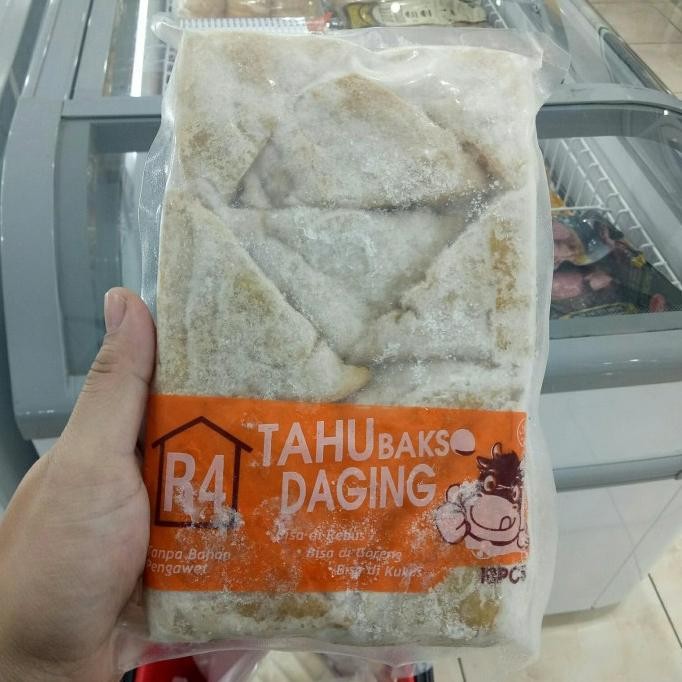 R4
TAHU BAKSO
DAGING
Bisa di Rebus
Bisa di Goreng
Bisa di Kukus
Tanpa Bahan
Pengawet
10PCS